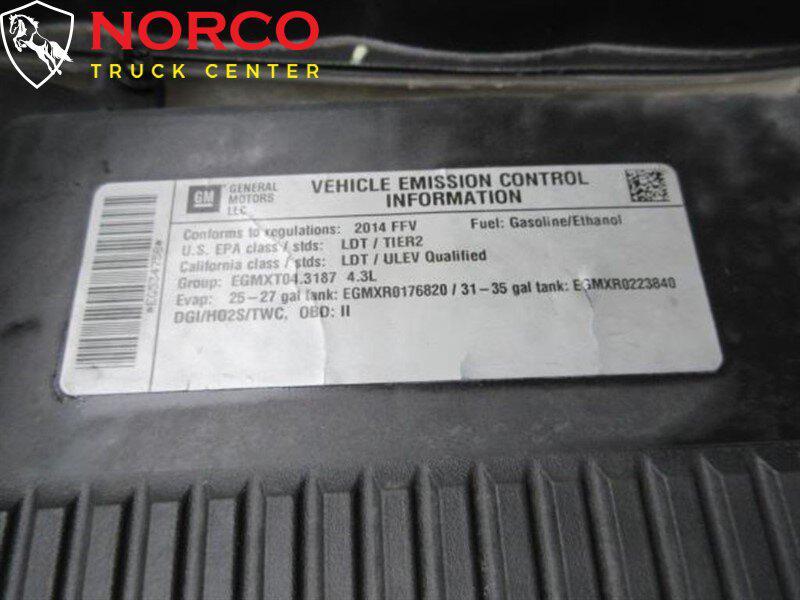 NORCO
TRUCK CENTER
GM
GENERAL
MOTORS
LLC
VEHICLE EMISSION CONTROL
INFORMATION
Conforms to regulations: 2014 FFV Fuel: Gasoline/Ethanol
U.S. EPA class / stds: LDT / TIER2
California class / stds: LDT / ULEV Qualified
Group: EGMXT04.3187 4.3L
Evap: 25-27 gal tank: EGMXR0176820 / 31-35 gal tank: EGMXR0223840
DGI/HO2S/TWC, OBD: II